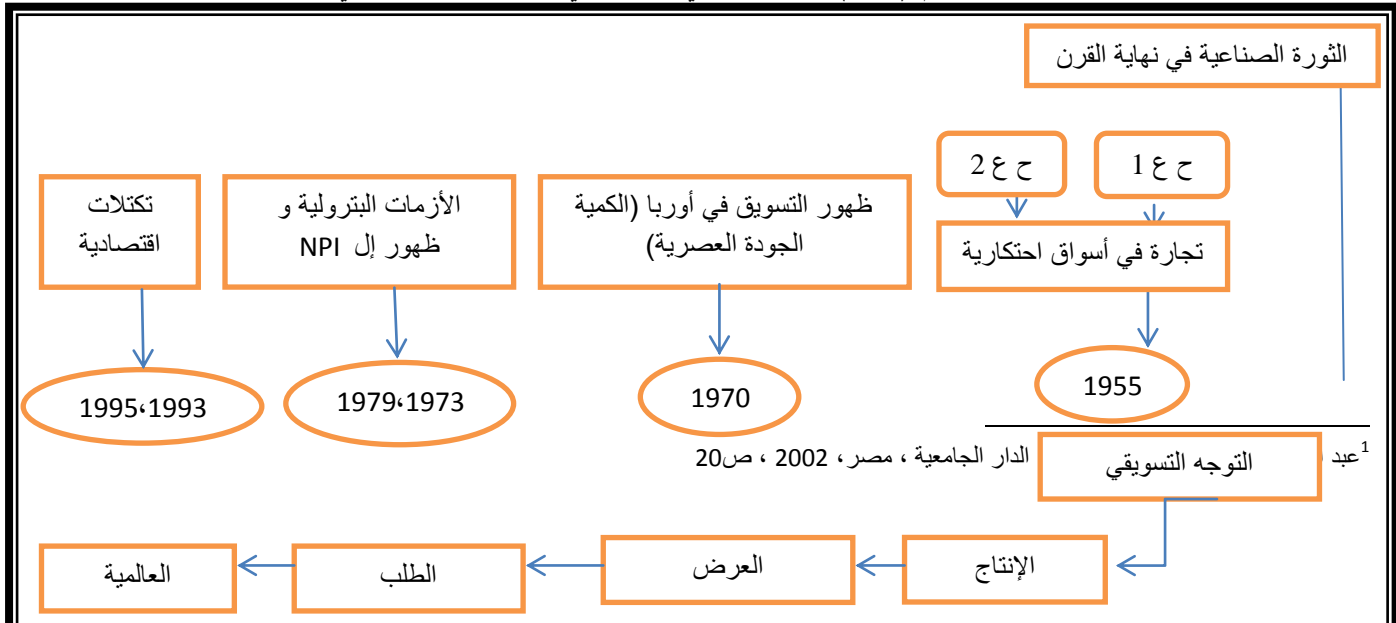 الثورة الصناعية في نهاية القرن
ح ع 1
ح ع 2
تجارة في أسواق احتكارية
ظهور التسويق في أوربا (الكمية
الجودة العصرية)
الأزمات البترولية و
ظهور إل NPI
تكتلات
اقتصادية
1955
1970
1973،1979
1993،1995
1عبد
الدار الجامعية ، مصر، 2002 ، ص20
التوجه التسويقي
الإنتاج
العرض
الطلب
العالمية